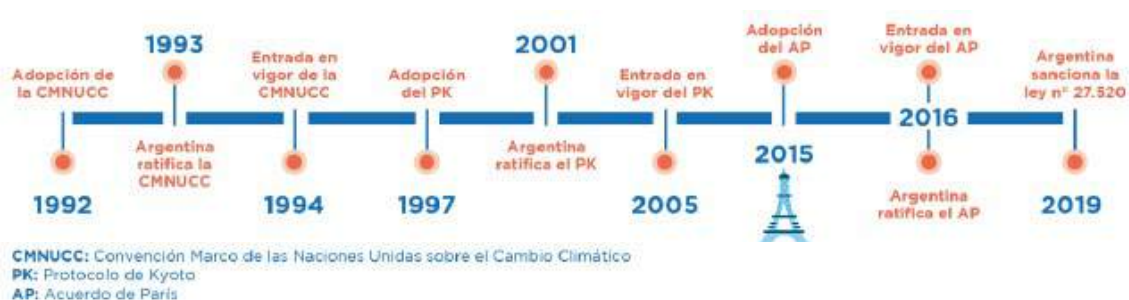 Adopción de
la CMNUCC
1992
1993
Argentina
ratifica la
CMNUCC
Entrada en
vigor de la
CMNUCC
1994
Adopción
del PK
1997
2001
Argentina
ratifica el PK
Entrada en
vigor del PK
2005
Adopción
del AP
2015
Entrada en
vigor del AP
2016
Argentina
ratifica el AP
Argentina
sanciona la
ley n° 27.520
2019
CMNUCC: Convención Marco de las Naciones Unidas sobre el Cambio Climático
PK: Protocolo de Kyoto
AP: Acuerdo de París